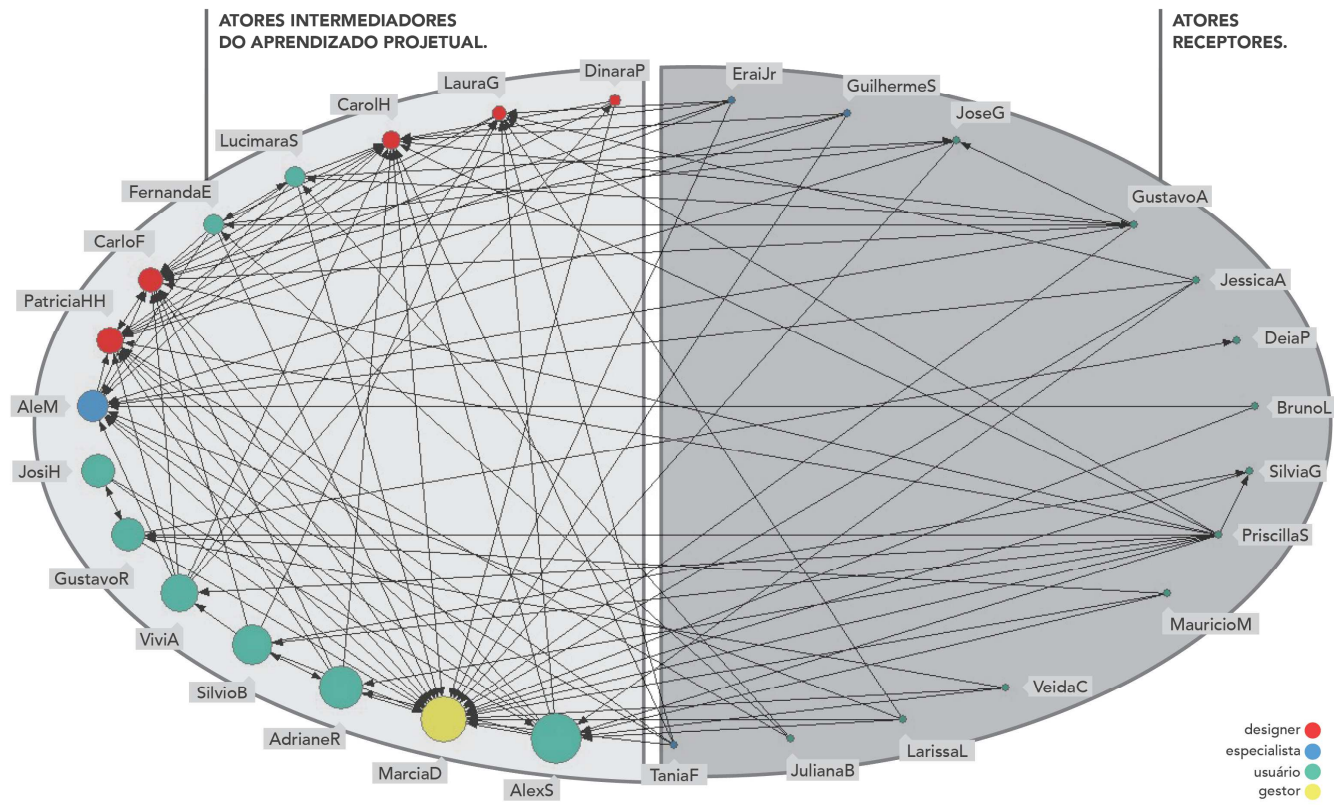 ATORES INTERMEDIADORES
DO APRENDIZADO PROJETUAL.
ATORES
RECEPTORES.
DinaraP
EraiJr
LauraG
GuilhermeS
CarolH
JoseG
LucimaraS
FernandaE
GustavoA
CarloF
JessicaA
PatriciaHH
DeiaP
AleM
BrunoL
JosiH
SilviaG
PriscillaS
GustavoR
MauricioM
ViviA
VeidaC
SilvioB
AdrianeR
LarissaL
MarciaD
TaniaF
JulianaB
AlexS
designer
especialista
usuário
gestor